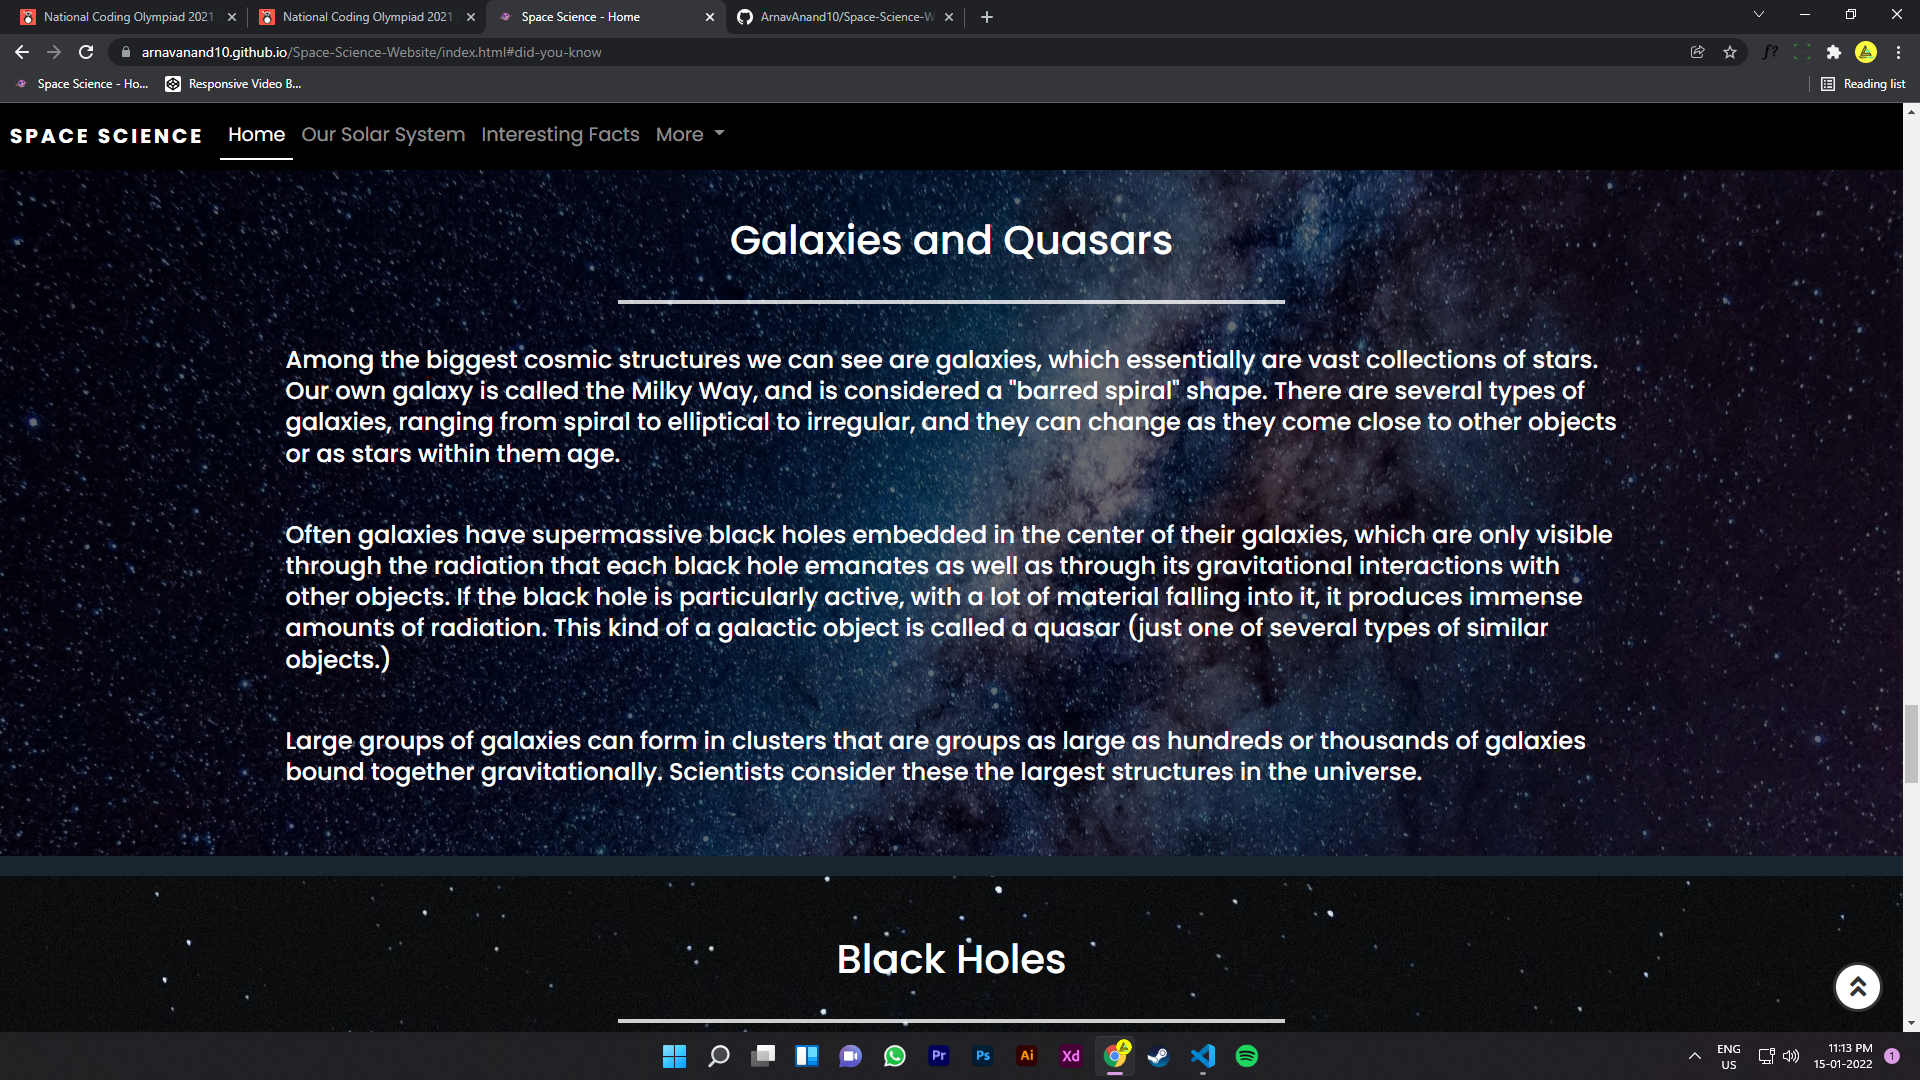 National Coding Olympiad 2021
National Coding Olympiad 2021
Space Science - Home
ArnavAnand10/Space-Science-W
arnavanand10.github.io/Space-Science-Website/index.html#did-you-know
f?
Space Science - Ho...
Responsive Video B...
Reading list
SPACE SCIENCE
Home
Our Solar System
Interesting Facts
More
Galaxies and Quasars
Among the biggest cosmic structures we can see are galaxies, which essentially are vast collections of stars.
Our own galaxy is called the Milky Way, and is considered a "barred spiral" shape. There are several types of
galaxies, ranging from spiral to elliptical to irregular, and they can change as they come close to other objects
or as stars within them age.
Often galaxies have supermassive black holes embedded in the center of their galaxies, which are only visible
through the radiation that each black hole emanates as well as through its gravitational interactions with
other objects. If the black hole is particularly active, with a lot of material falling into it, it produces immense
amounts of radiation. This kind of a galactic object is called a quasar (just one of several types of similar
objects.)
Large groups of galaxies can form in clusters that are groups as large as hundreds or thousands of galaxies
bound together gravitationally. Scientists consider these the largest structures in the universe.
Black Holes
Pr
Ps
Ai
Xd
ENG
US
11:13 PM
15-01-2022
1